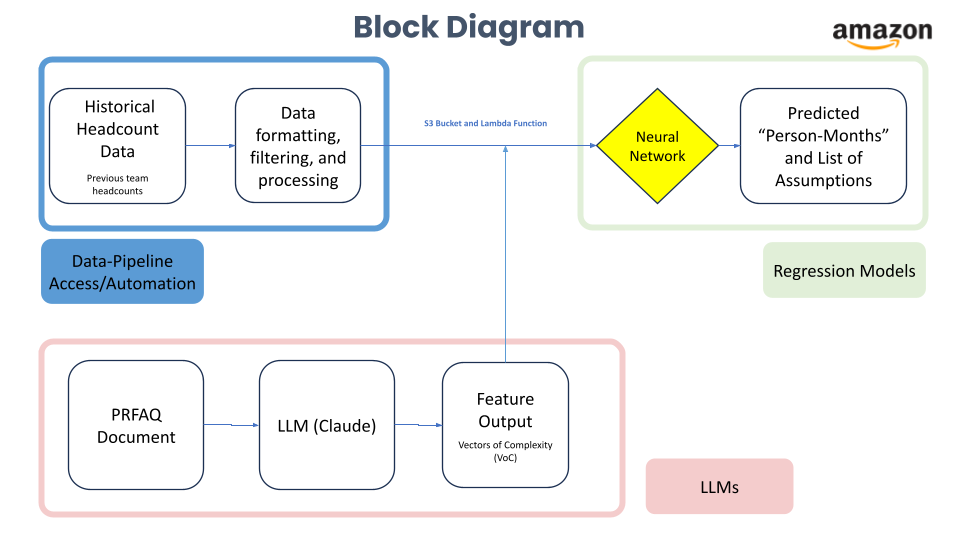 Block Diagram
amazon
Historical
Headcount
Data
Previous team
headcounts
Data
formatting,
filtering, and
processing
S3 Bucket and Lambda Function
Neural
Network
Predicted
“Person-Months”
and List of
Assumptions
Data-Pipeline
Access/Automation
Regression Models
PRFAQ
Document
LLM (Claude)
Feature
Output
Vectors of Complexity
(VoC)
LLMs